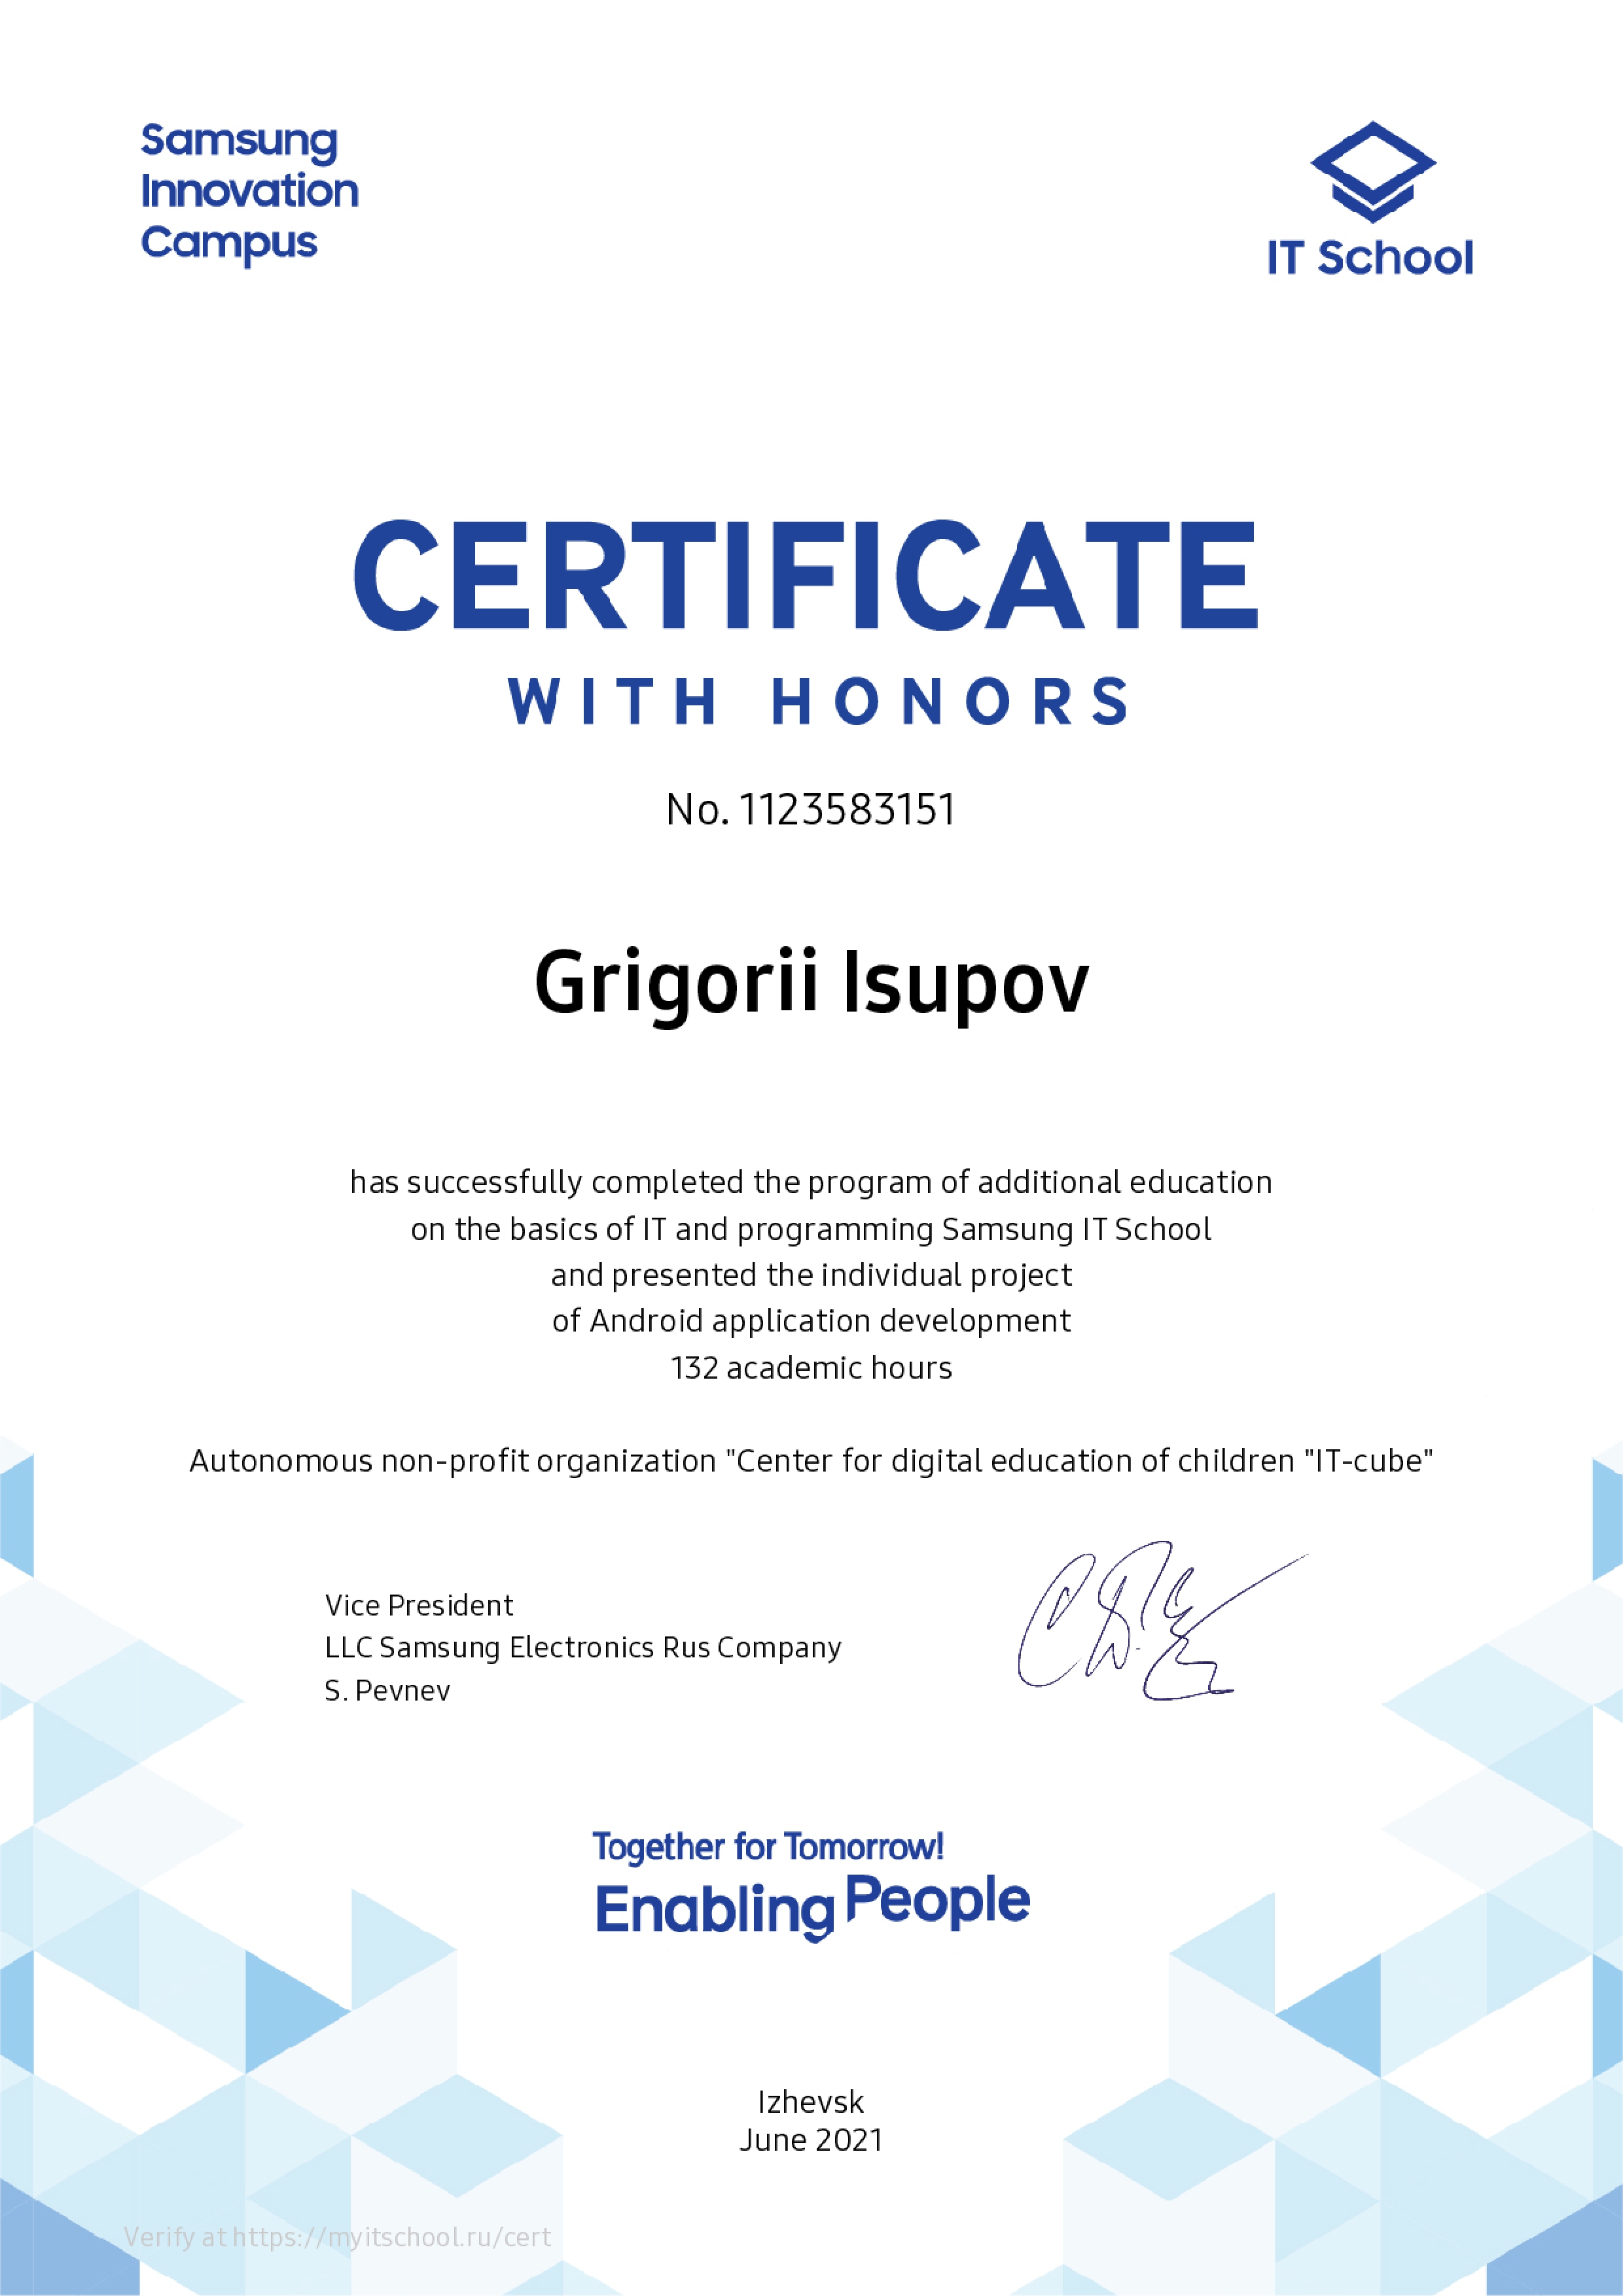 Samsung
Innovation
Campus
IT School
CERTIFICATE
WITH HONORS
No. 1123583151
Grigorii Isupov
has successfully completed the program of additional education
on the basics of IT and programming Samsung IT School
and presented the individual project
of Android application development
132 academic hours
Autonomous non-profit organization "Center for digital education of children "IT-cube"
Vice President
LLC Samsung Electronics Rus Company
S. Pevnev
Together for Tomorrow!
Enabling People
Izhevsk
June 2021
Verify at https://myitschool.ru/cert